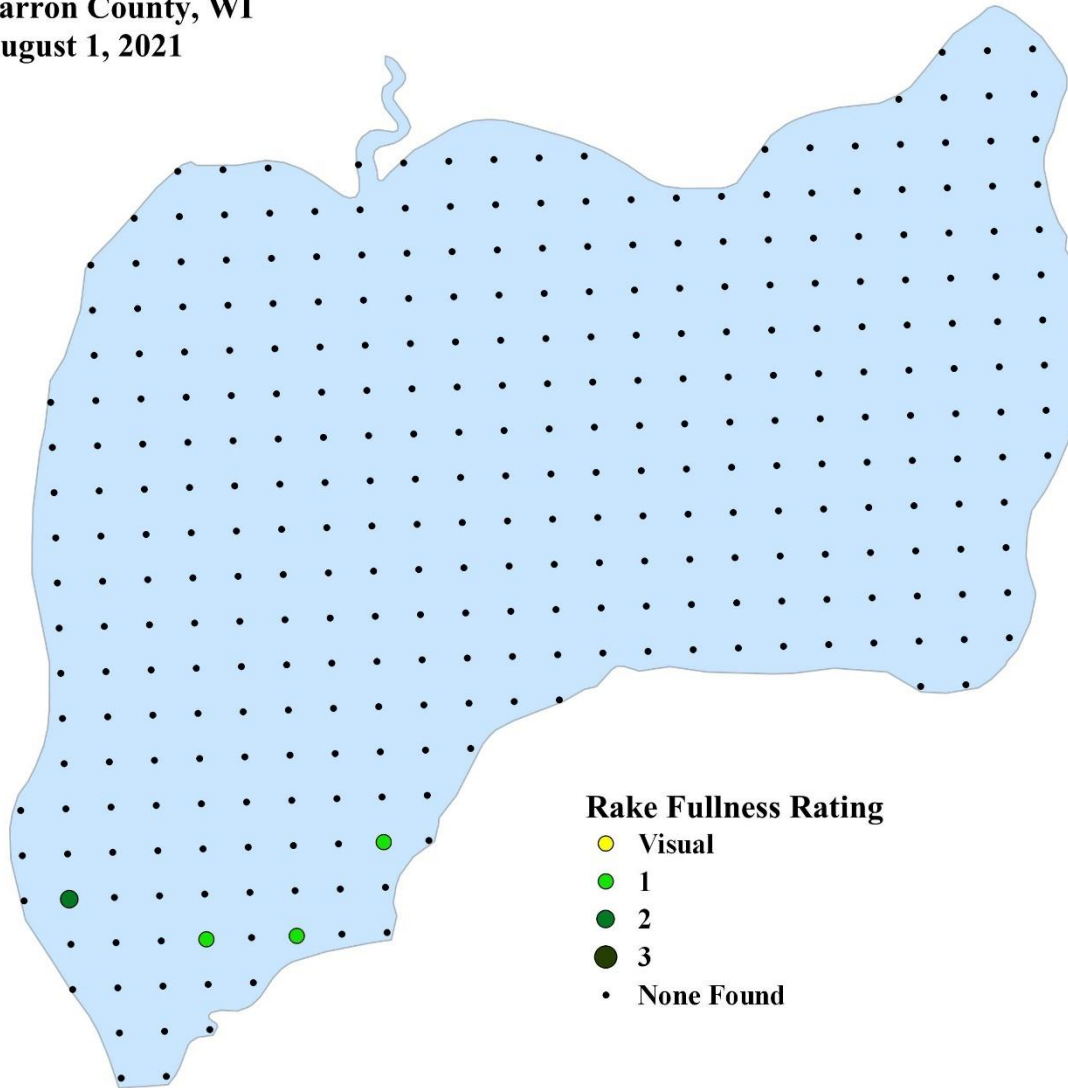 arron County, WI
ugust 1, 2021
Rake Fullness Rating
Visual
1
2
3
None Found